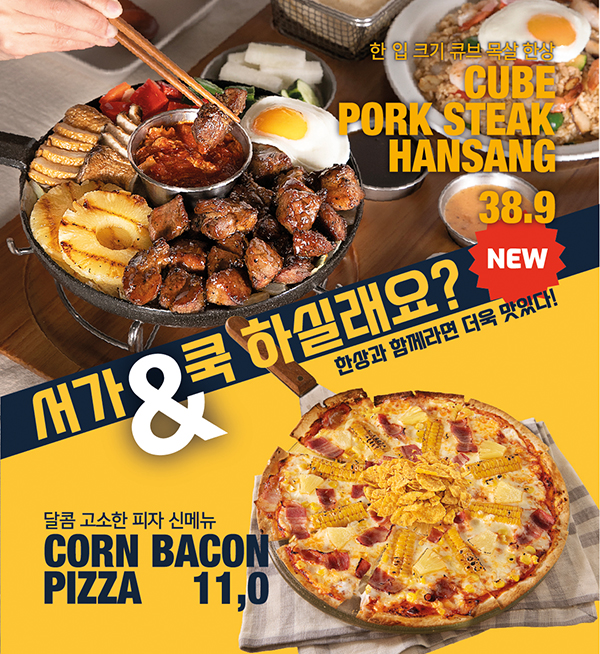 한 입 크기 큐브 목살 한상
CUBE
PORK STEAK
HANSANG
38.9
NEW
서가&쿡 하실래요?
한상과 함께라면 더욱 맛있다!
달콤 고소한 피자 신메뉴
CORN BACON
PIZZA 11,0